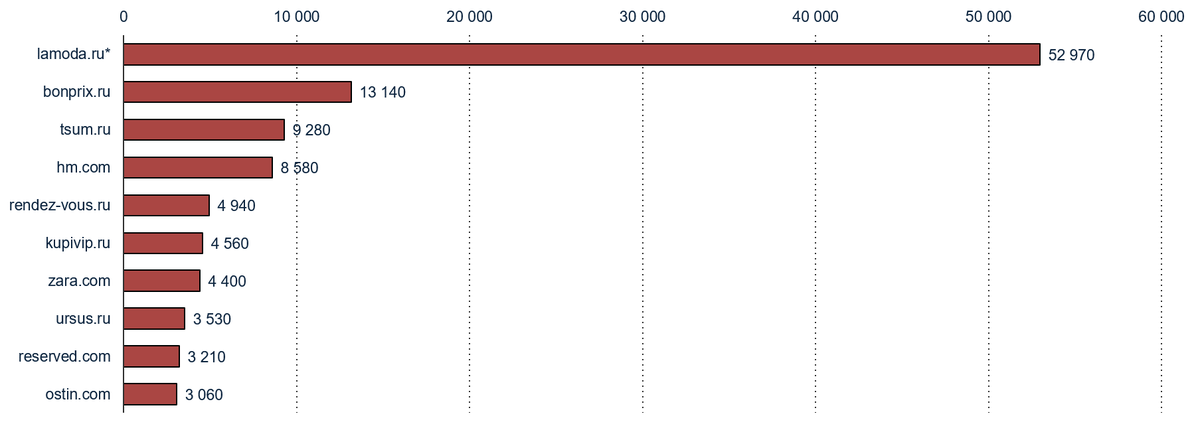 0 10 000 20 000 30 000 40 000 50 000 60 000
lamoda.ru* 52 970
bonprix.ru 13 140
tsum.ru 9 280
hm.com 8 580
rendez-vous.ru 4 940
kupivip.ru 4 560
zara.com 4 400
ursus.ru 3 530
reserved.com 3 210
ostin.com 3 060